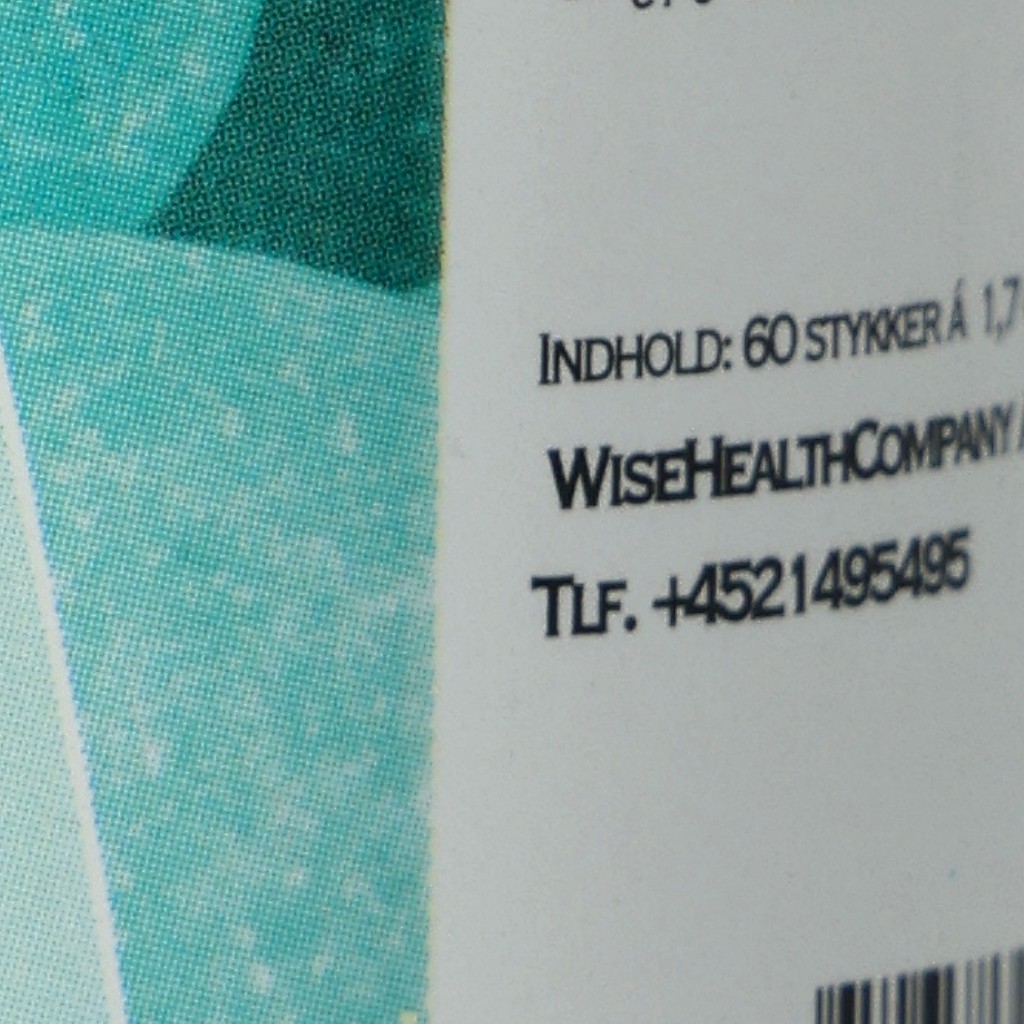 INDHOLD: 60 STYKKER Á 1,7
WISEHEALTHCOMPANY
TLF. +4521495495